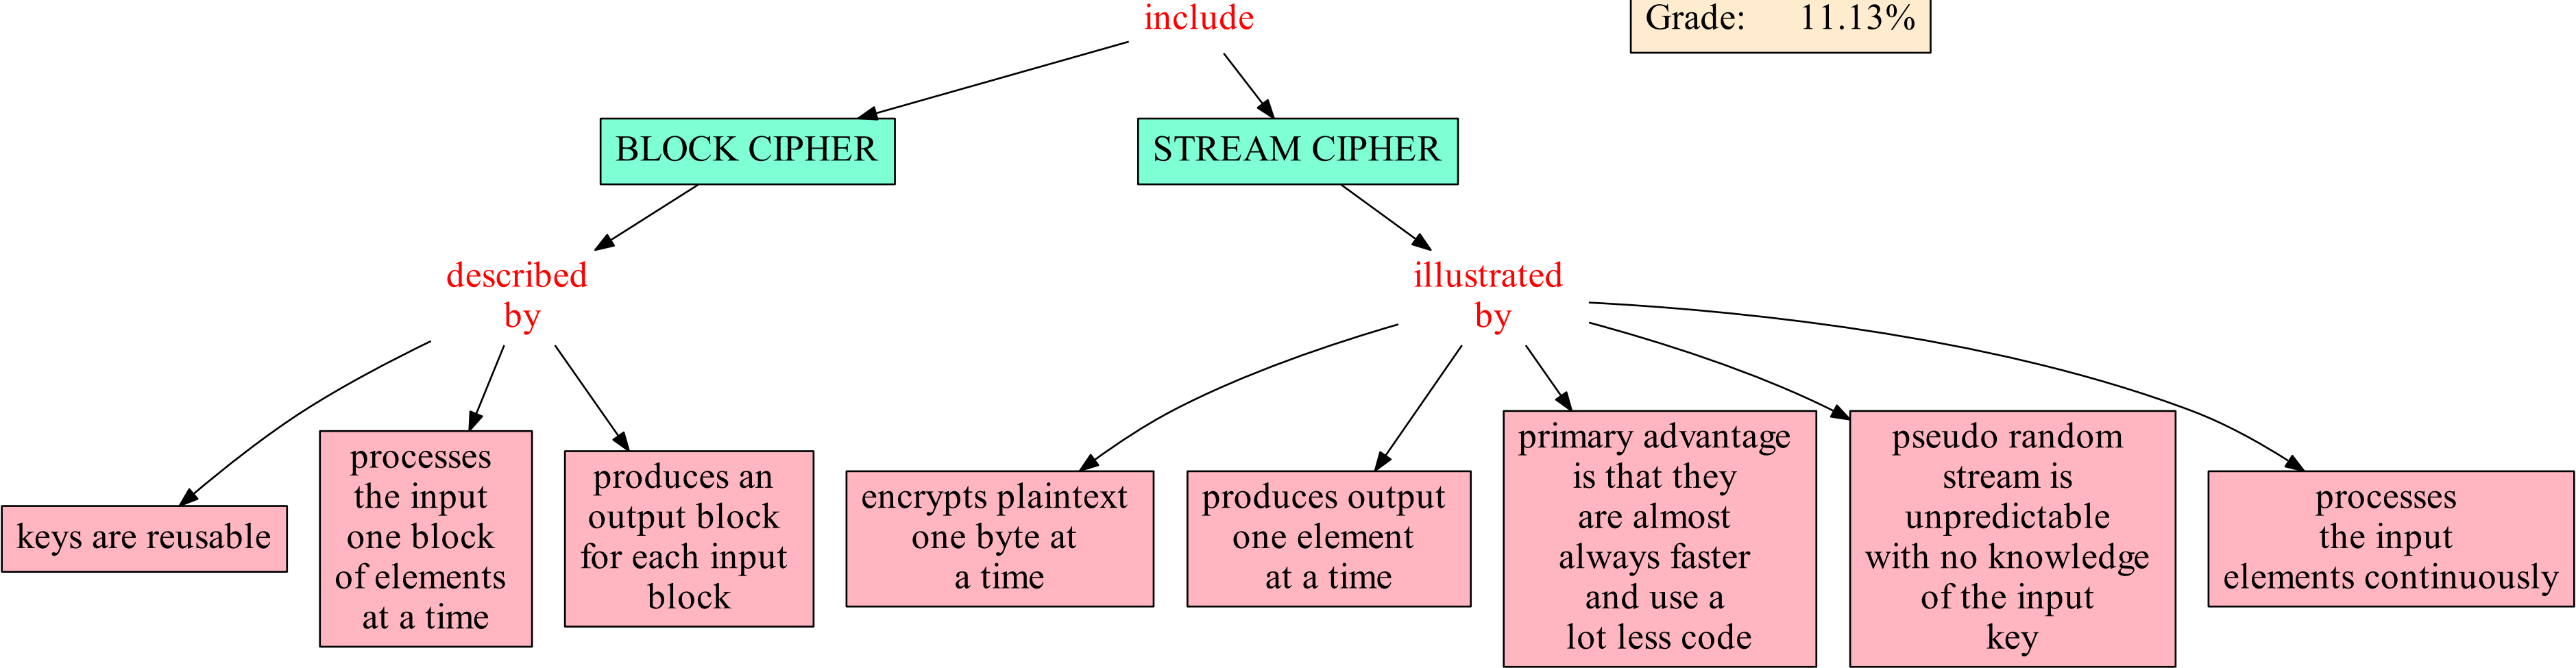 include
Grade: 11.13%
BLOCK CIPHER
STREAM CIPHER
described
by
illustrated
by
keys are reusable
processes
the input
one block
of elements
at a time
produces an
output block
for each input
block
encrypts plaintext
one byte at
a time
produces output
one element
at a time
primary advantage
is that they
are almost
always faster
and use a
lot less code
pseudo random
stream is
unpredictable
with no knowledge
of the input
key
processes
the input
elements continuously